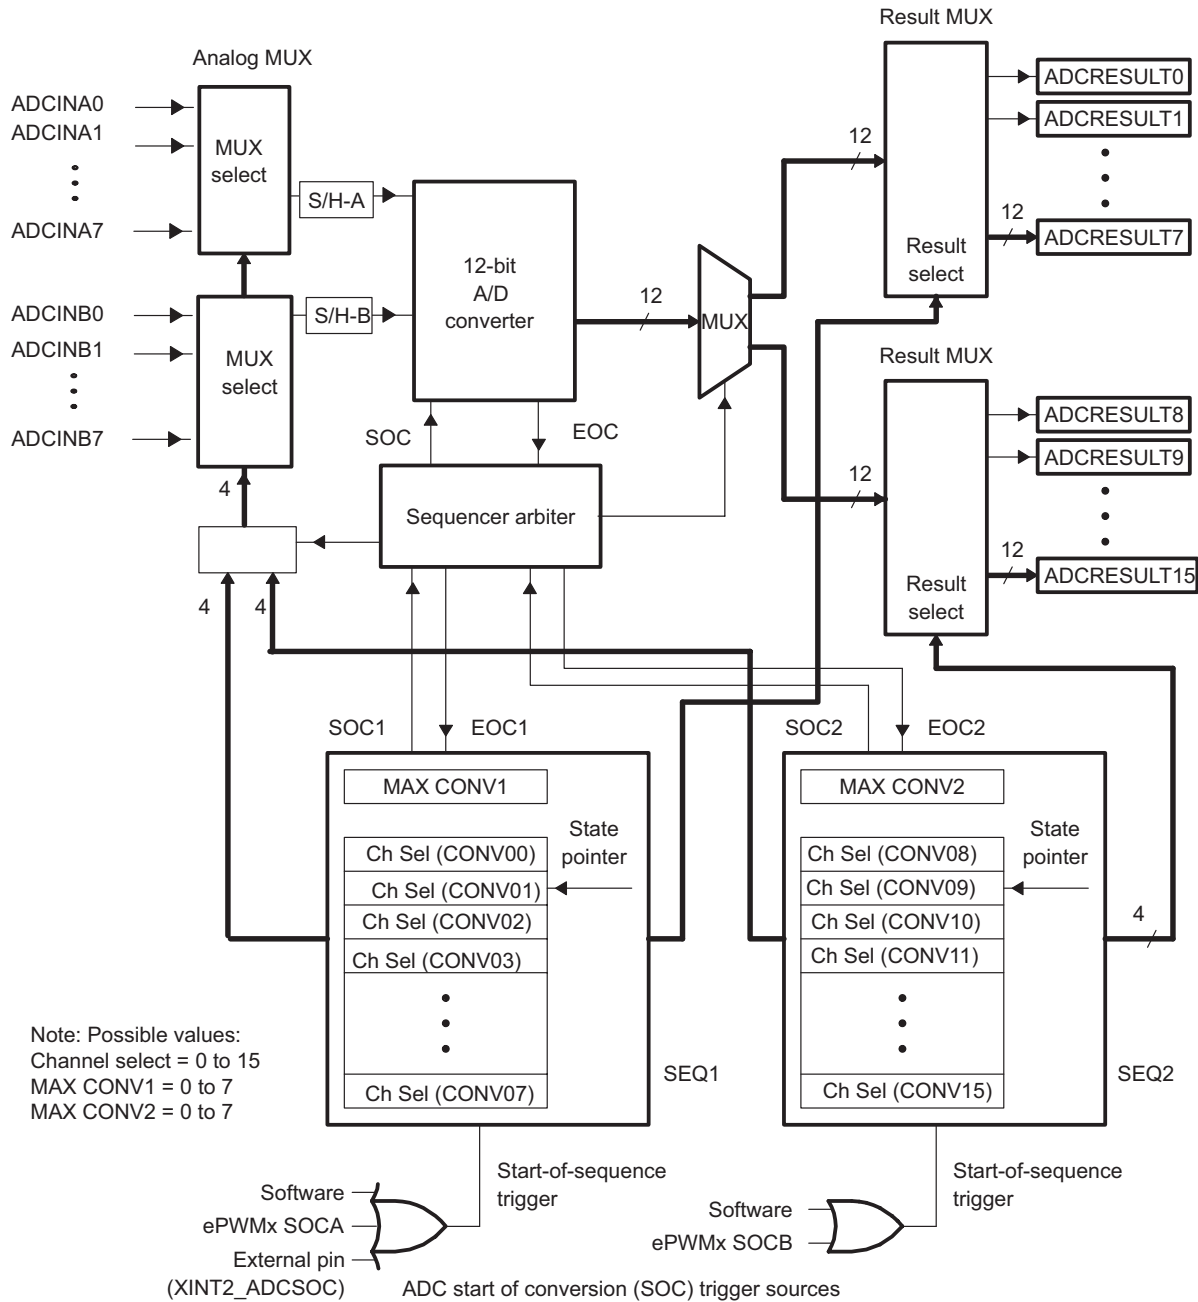 Result MUX
Analog MUX
ADCINA0
ADCINA1
ADCINA7
MUX
select
S/H-A
ADCINB0
ADCINB1
ADCINB7
MUX
select
S/H-B
12-bit
A/D
converter
12
MUX
12
Result
select
ADCRESULT0
ADCRESULT1
12
ADCRESULT7
Result MUX
12
Result
select
ADCRESULT8
ADCRESULT9
12
ADCRESULT15
SOC
EOC
Sequencer arbiter
4
4
4
SOC1
EOC1
SOC2
EOC2
MAX CONV1
State
pointer
Ch Sel (CONV00)
Ch Sel (CONV01)
Ch Sel (CONV02)
Ch Sel (CONV03)
Ch Sel (CONV07)
SEQ1
MAX CONV2
State
pointer
Ch Sel (CONV08)
Ch Sel (CONV09)
Ch Sel (CONV10)
Ch Sel (CONV11)
Ch Sel (CONV15)
4
SEQ2
Note: Possible values:
Channel select = 0 to 15
MAX CONV1 = 0 to 7
MAX CONV2 = 0 to 7
Start-of-sequence
trigger
Software
ePWMx SOCA
External pin
(XINT2_ADCSOC)
Start-of-sequence
trigger
Software
ePWMx SOCB
ADC start of conversion (SOC) trigger sources